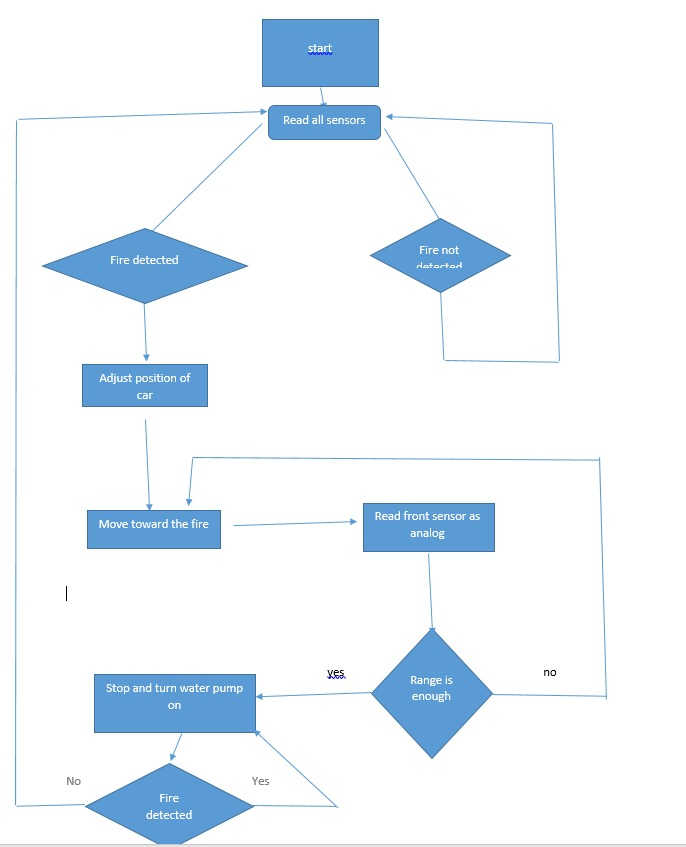 start
Read all sensors
Fire detected
Fire not
detected
Adjust position of
car
Move toward the fire
Read front sensor as
analog
yes
Range is
enough
no
Stop and turn water pump
on
No
Yes
Fire
detected